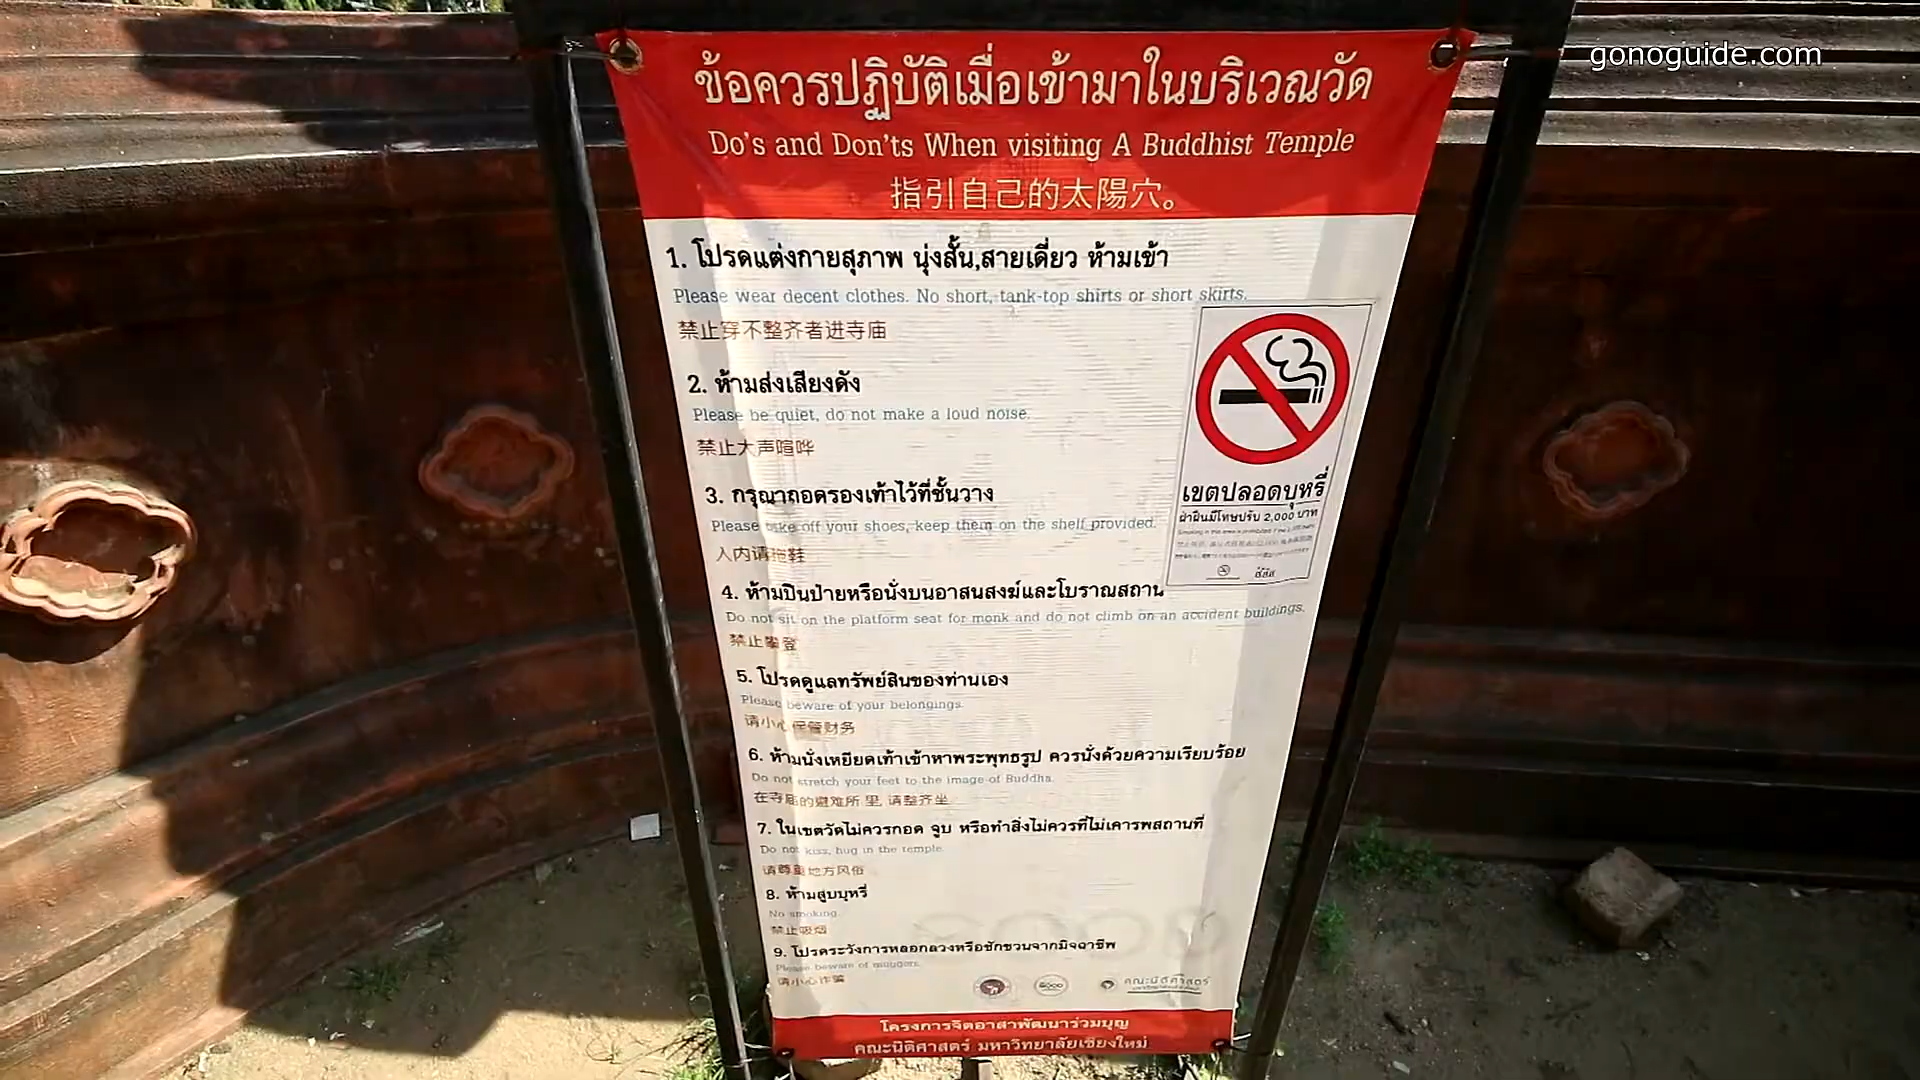 gonoguide.com
ข้อควรปฏิบัติเมื่อเข้ามาในบริเวณวัด
Do's and Don'ts When visiting A Buddhist Temple
指引自己的太陽穴。
1. โปรดแต่งกายสุภาพ นุ่งสั้น,สายเดี่ยว ห้ามเข้า
Please wear decent clothes. No short, tank-top shirts or short skirts.
禁止穿不整齐者进寺庙
2. ห้ามส่งเสียงดัง
Please be quiet, do not make a loud noise.
禁止大声喧哗
3. กรุณาถอดรองเท้าไว้ที่ชั้นวาง
Please take off your shoes, keep them on the shelf provided.
入内请拖鞋
4. ห้ามปีนป่ายหรือนั่งบนอาสนสงฆ์และโบราณสถาน
Do not sit on the platform seat for monk and do not climb on an accident buildings.
禁止攀登
5. โปรดดูแลทรัพย์สินของท่านเอง
Please beware of your belongings.
请小心保管财务
6. ห้ามนั่งเหยียดเท้าเข้าหาพระพุทธรูป ควรนั่งด้วยความเรียบร้อย
Do not stretch your feet to the image of Buddha.
在寺庙的避难所 里, 请整齐坐
7. ในเขตวัดไม่ควรกอด จูบ หรือทำสิ่งไม่ควรที่ไม่เคารพสถานที่
Do not kiss, hug in the temple.
请尊重地方风俗
8. ห้ามสูบบุหรี่
No smoking.
禁止吸烟
9. โปรดระวังการหลอกลวงหรือชักชวนจากมิจฉาชีพ
Please beware of muggers.
请小心诈骗
เขตปลอดบุหรี่
ฝ่าฝืนมีโทษปรับ 2,000 บาท
คณะนิติศาสตร์
โครงการจิตอาสาพัฒนาร่วมบุญ
คณะนิติศาสตร์ มหาวิทยาลัยเชียงใหม่